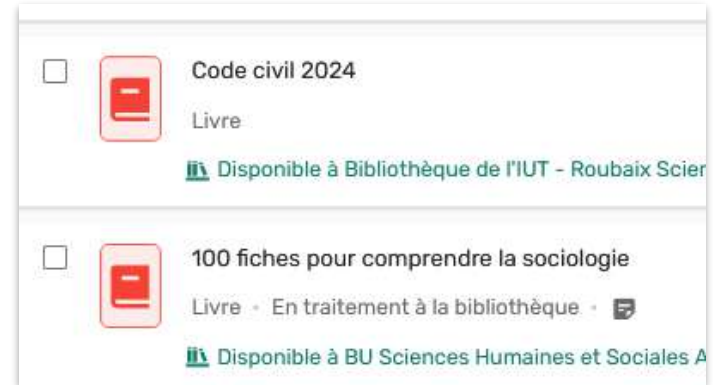 Code civil 2024
Livre
Disponible à Bibliothèque de l'IUT - Roubaix
100 fiches pour comprendre la sociologie
Livre · En traitement à la bibliothèque ·
Disponible à BU Sciences Humaines et Sociales